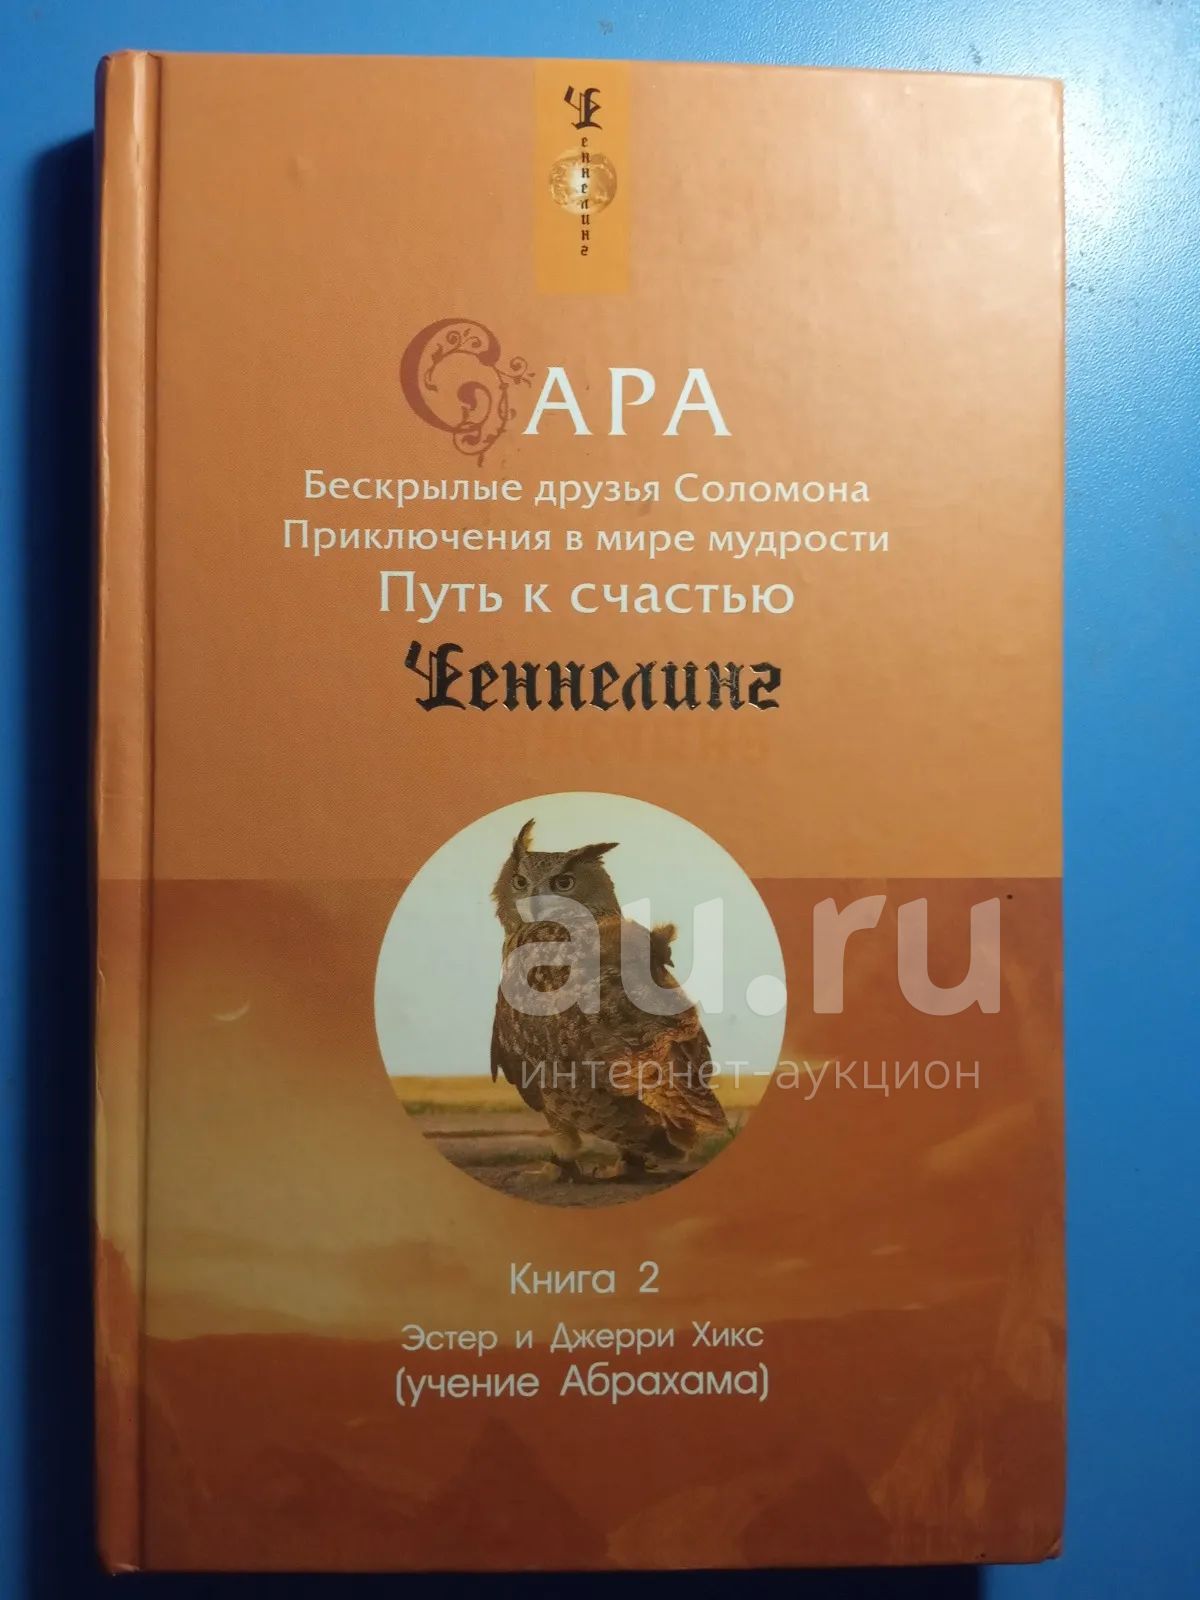 Ченнелинг
САРА
Бескрылые друзья Соломона
Приключения в мире мудрости
Путь к счастью
Ченнелинг
au.ru
интернет-аукцион
Книга 2
Эстер и Джерри Хикс
(учение Абрахама)